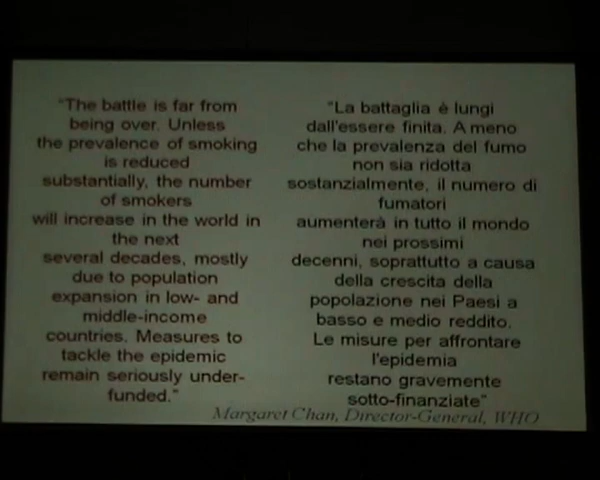 "The battle is far from
being over. Unless
the prevalence of smoking
is reduced
substantially, the number
of smokers
will increase in the world in
the next
several decades, mostly
due to population
expansion in low- and
middle-income
countries. Measures to
tackle the epidemic
remain seriously under-
funded."
"La battaglia è lungi
dall'essere finita. A meno
che la prevalenza del fumo
non sia ridotta
sostanzialmente, il numero di
fumatori
aumenterà in tutto il mondo
nei prossimi
decenni, soprattutto a causa
della crescita della
popolazione nei Paesi a
basso e medio reddito.
Le misure per affrontare
l'epidemia
restano gravemente
sotto-finanziate"
Margaret Chan, Director-General, WHO